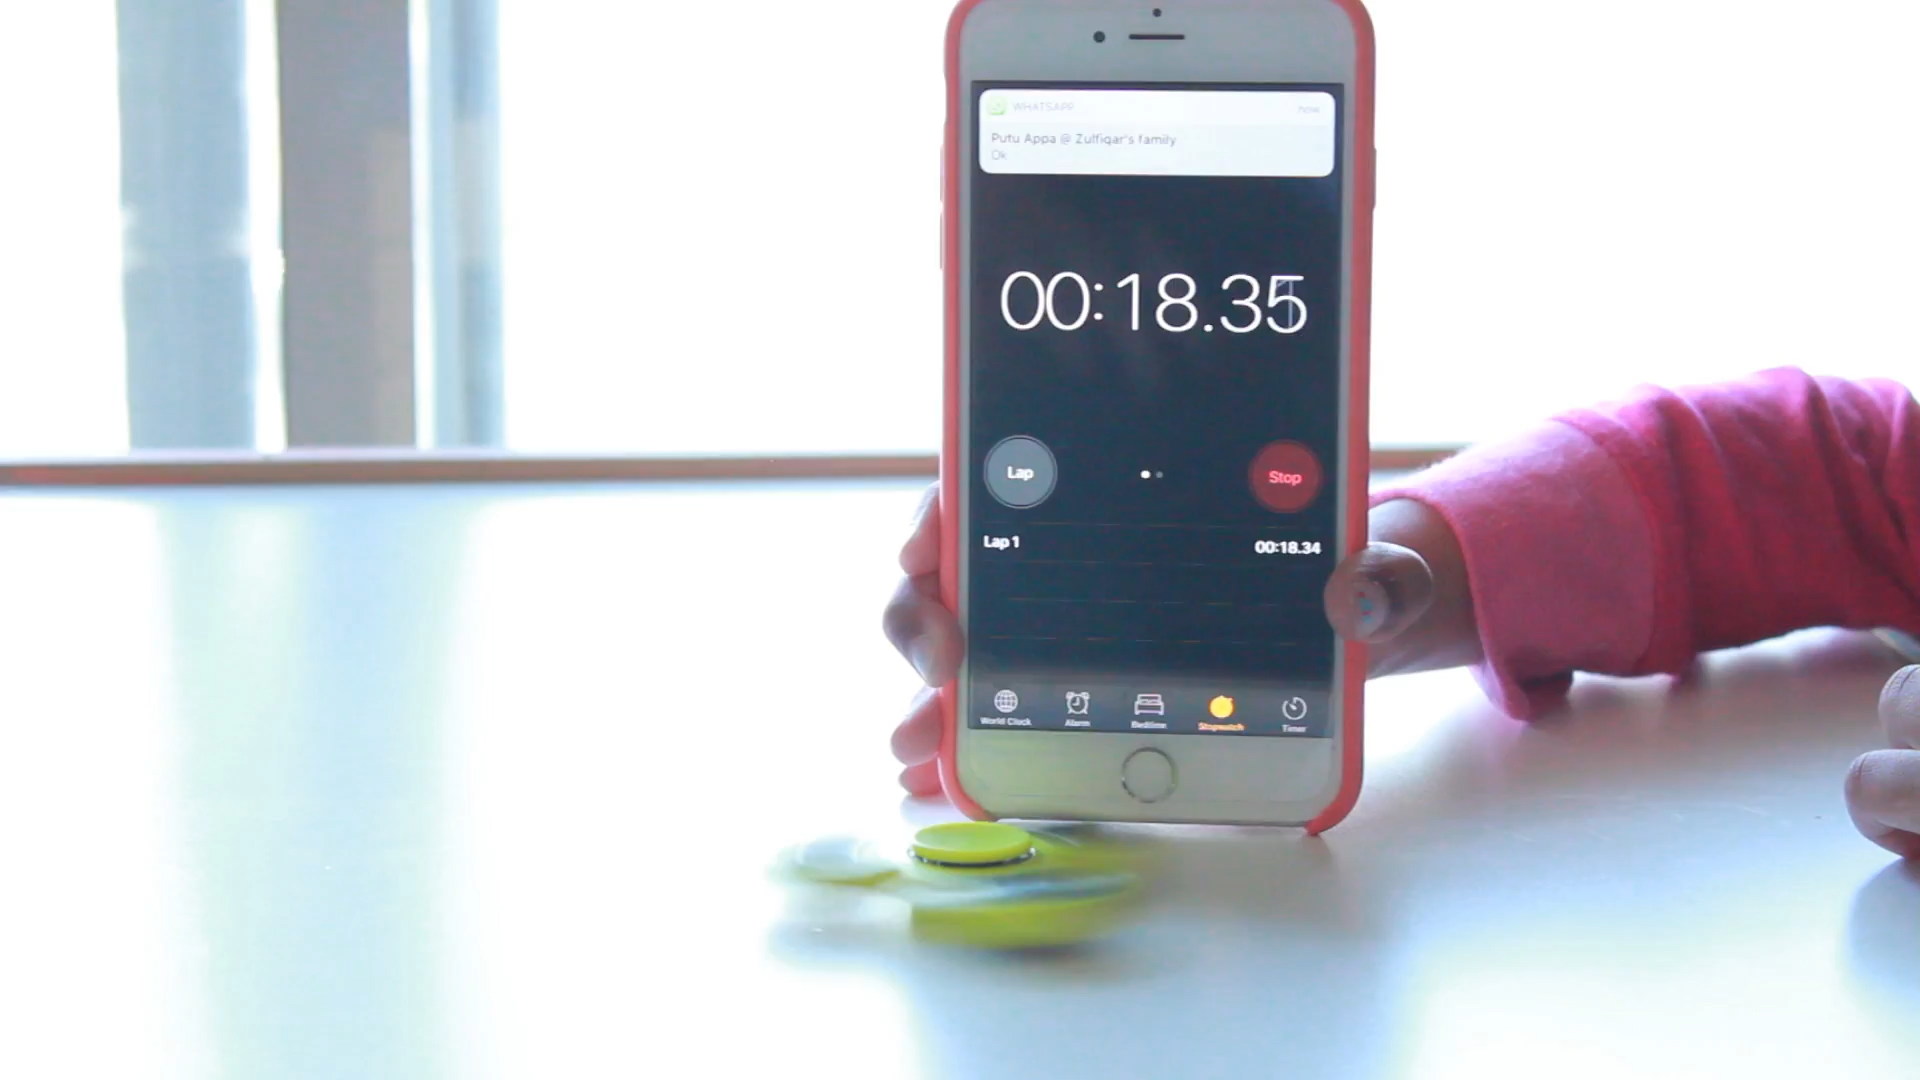 WHATSAPP now
Putu Appa @ Zulfiqar's family
Ok
00:18.35
Lap Stop
Lap 1 00:18.34
World Clock Alarm Bedtime Stopwatch Timer